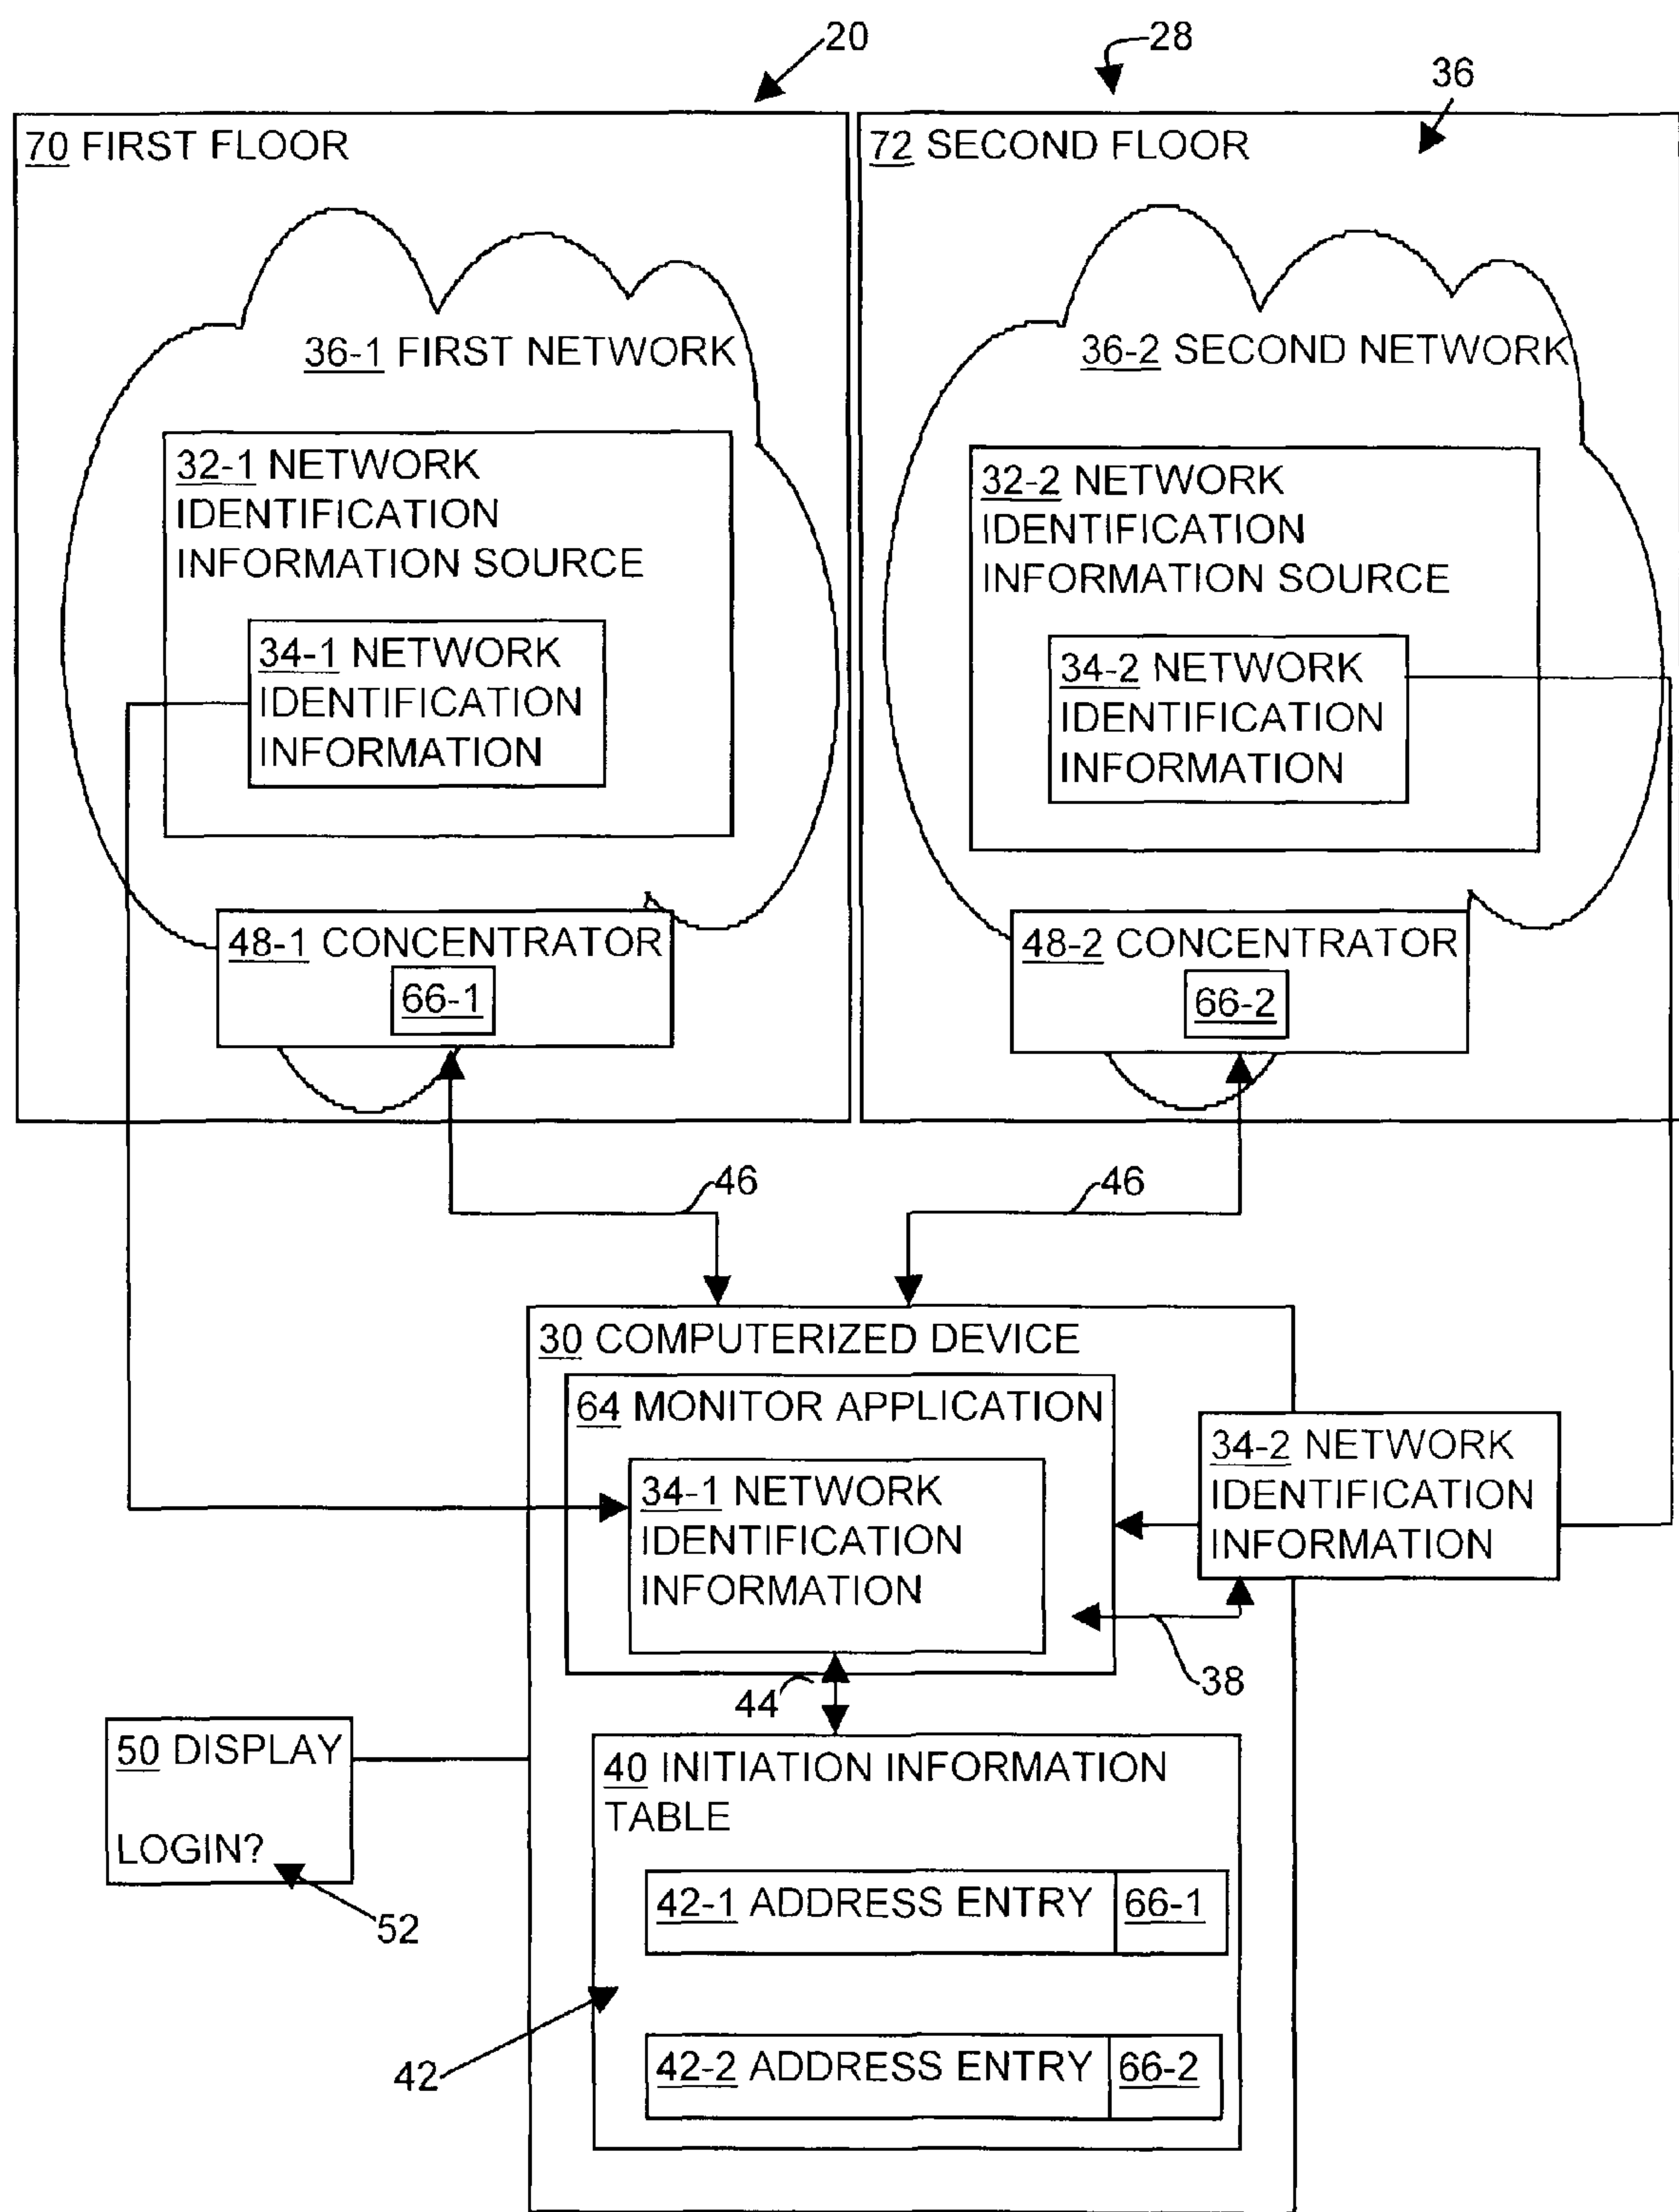 20
28
36
70 FIRST FLOOR
72 SECOND FLOOR
36-1 FIRST NETWORK
36-2 SECOND NETWORK
32-1 NETWORK
IDENTIFICATION
INFORMATION SOURCE
32-2 NETWORK
IDENTIFICATION
INFORMATION SOURCE
34-1 NETWORK
IDENTIFICATION
INFORMATION
34-2 NETWORK
IDENTIFICATION
INFORMATION
48-1 CONCENTRATOR
66-1
48-2 CONCENTRATOR
66-2
46
46
30 COMPUTERIZED DEVICE
64 MONITOR APPLICATION
34-1 NETWORK
IDENTIFICATION
INFORMATION
34-2 NETWORK
IDENTIFICATION
INFORMATION
38
44
50 DISPLAY
LOGIN?
52
40 INITIATION INFORMATION
TABLE
42-1 ADDRESS ENTRY 66-1
42
42-2 ADDRESS ENTRY 66-2